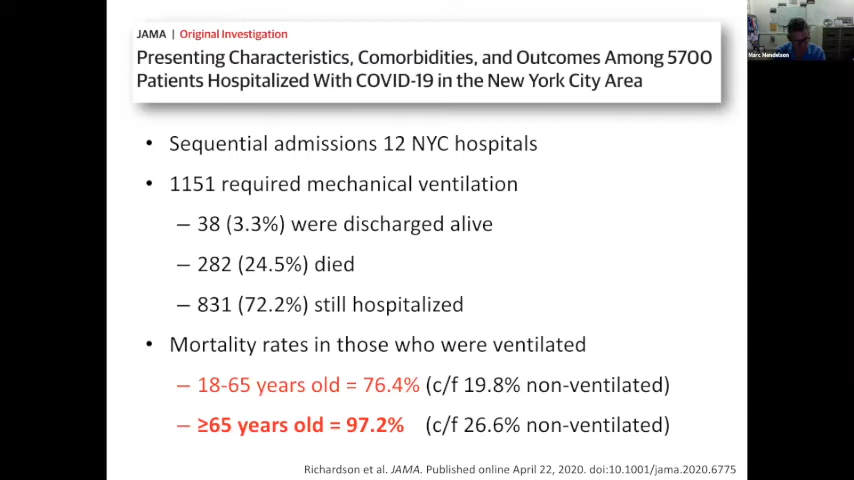 JAMA | Original Investigation
Presenting Characteristics, Comorbidities, and Outcomes Among 5700
Patients Hospitalized With COVID-19 in the New York City Area
Marc Mendelson
• Sequential admissions 12 NYC hospitals
• 1151 required mechanical ventilation
– 38 (3.3%) were discharged alive
– 282 (24.5%) died
– 831 (72.2%) still hospitalized
• Mortality rates in those who were ventilated
– 18-65 years old = 76.4% (c/f 19.8% non-ventilated)
– ≥65 years old = 97.2% (c/f 26.6% non-ventilated)
Richardson et al. JAMA. Published online April 22, 2020. doi:10.1001/jama.2020.6775